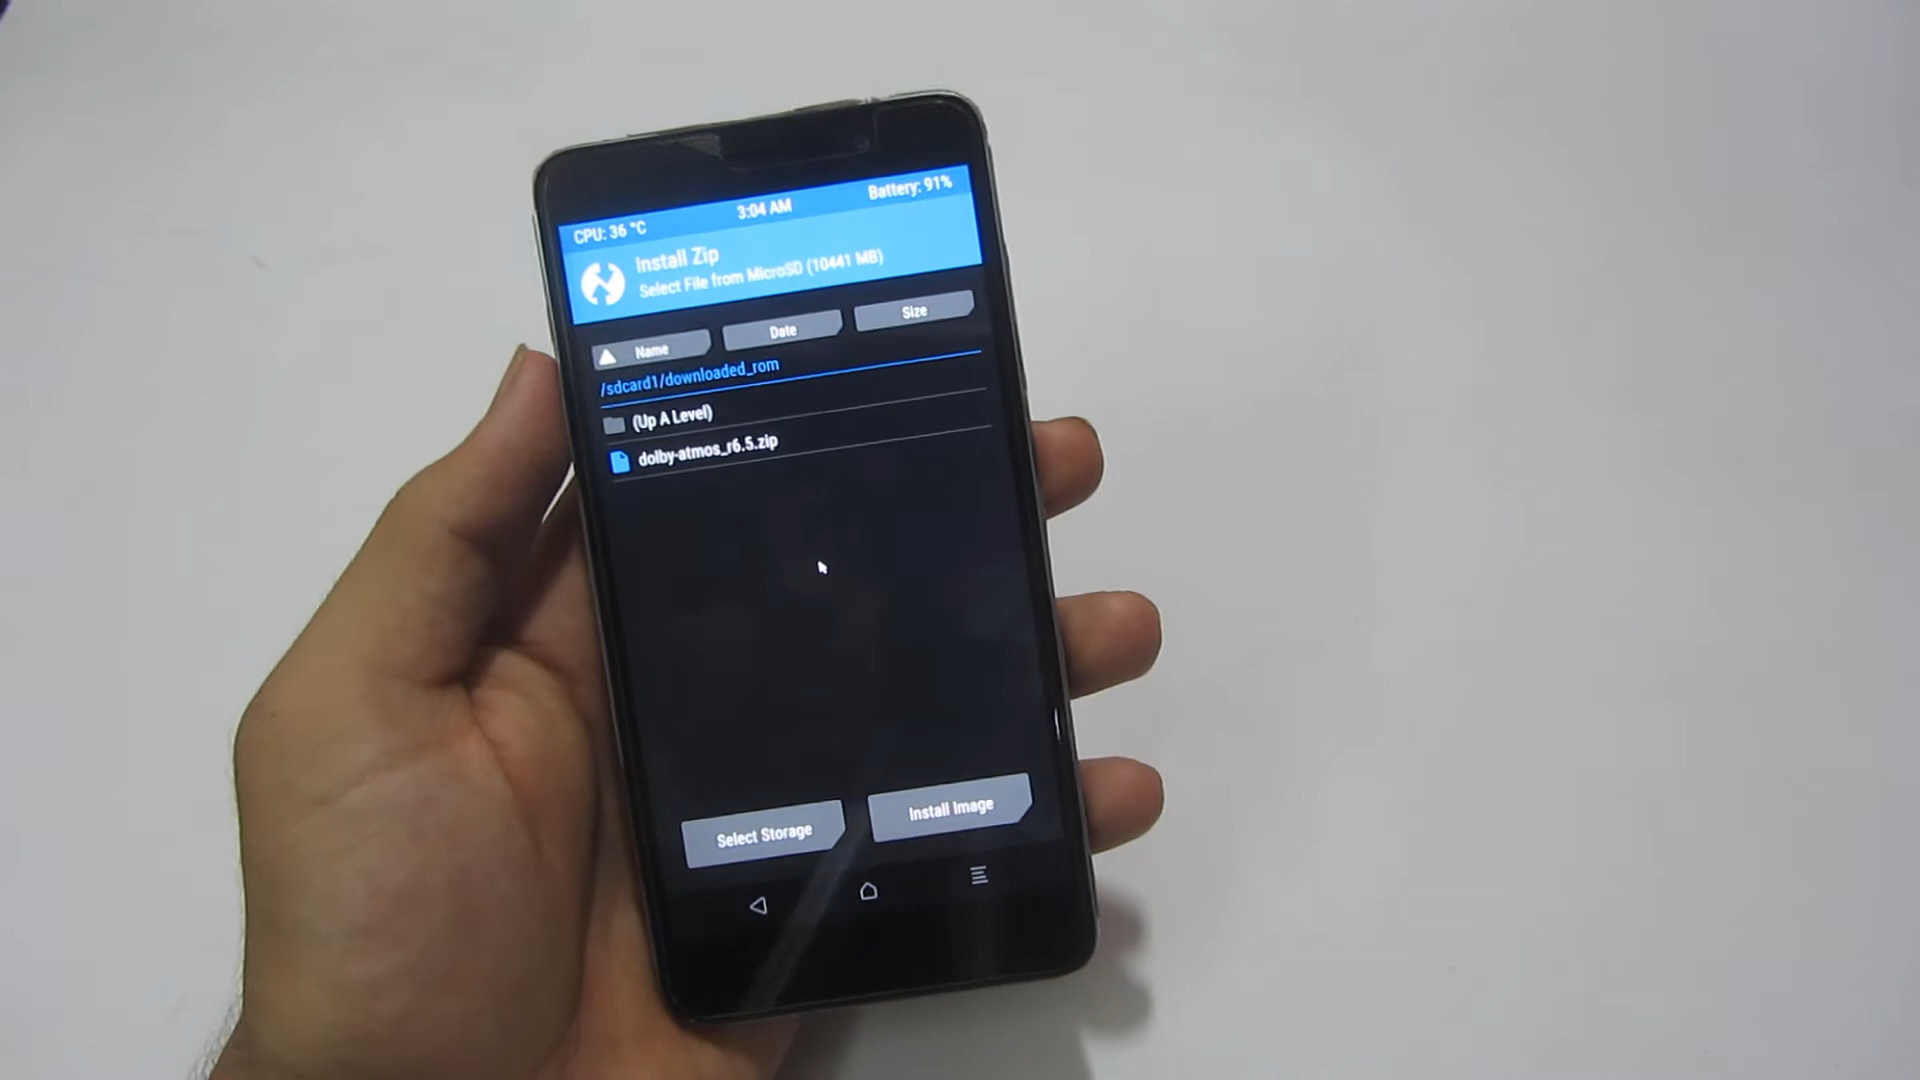 CPU: 36 °C 3:04 AM Battery: 91%
Install Zip
Select File from MicroSD (10441 MB)
Name Date Size
/sdcard1/downloaded_rom
(Up A Level)
dolby-atmos_r6.5.zip
Select Storage Install Image